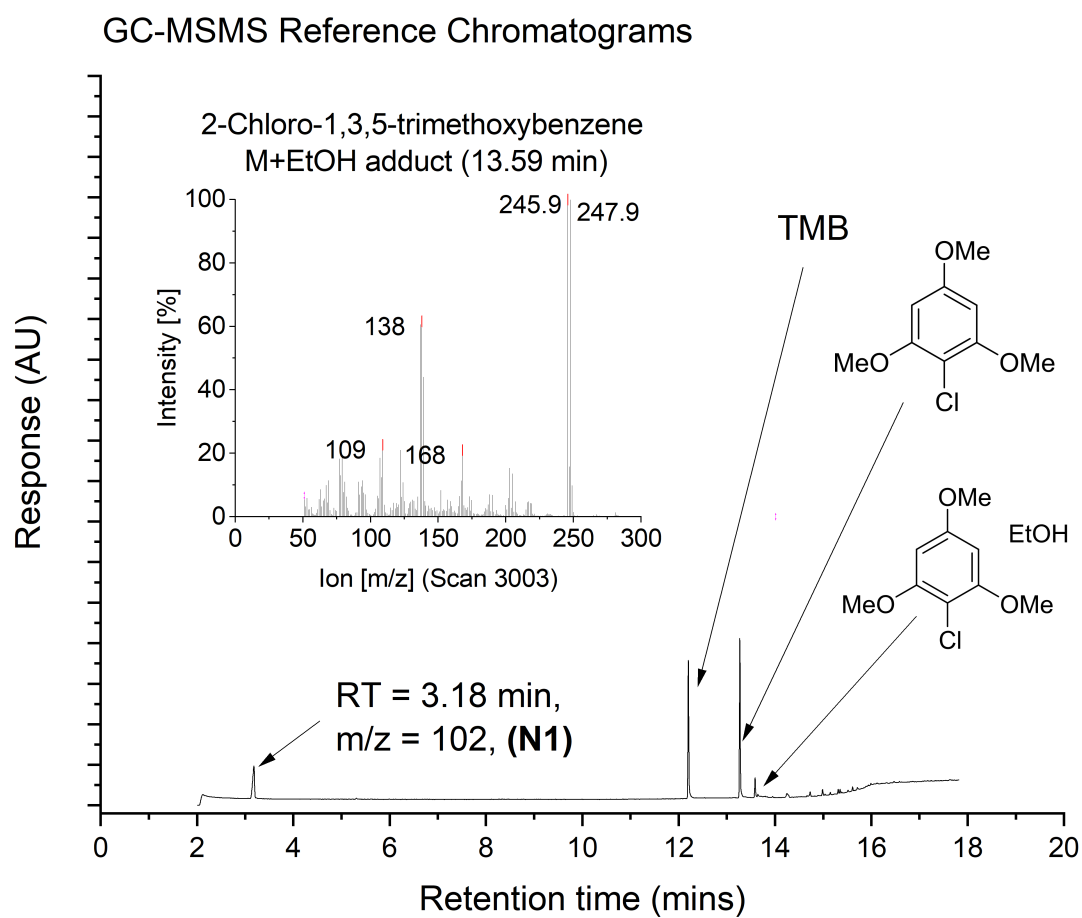 GC-MSMS Reference Chromatograms
2-Chloro-1,3,5-trimethoxybenzene
M+EtOH adduct (13.59 min)
100
80
60
40
20
0
Intensity [%]
245.9
247.9
138
109
168
0 50 100 150 200 250 300
Ion [m/z] (Scan 3003)
TMB
OMe
MeO
OMe
Cl
OMe
EtOH
MeO
OMe
Cl
RT = 3.18 min,
m/z = 102, (N1)
Response (AU)
0 2 4 6 8 10 12 14 16 18 20
Retention time (mins)